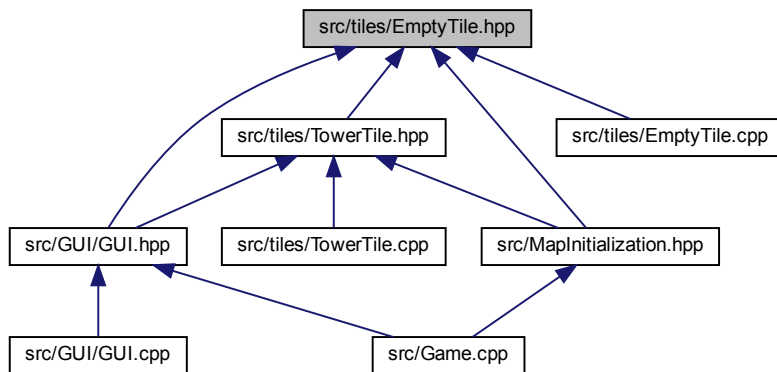 src/tiles/EmptyTile.hpp
src/tiles/TowerTile.hpp
src/tiles/EmptyTile.cpp
src/GUI/GUI.hpp
src/tiles/TowerTile.cpp
src/MapInitialization.hpp
src/GUI/GUI.cpp
src/Game.cpp